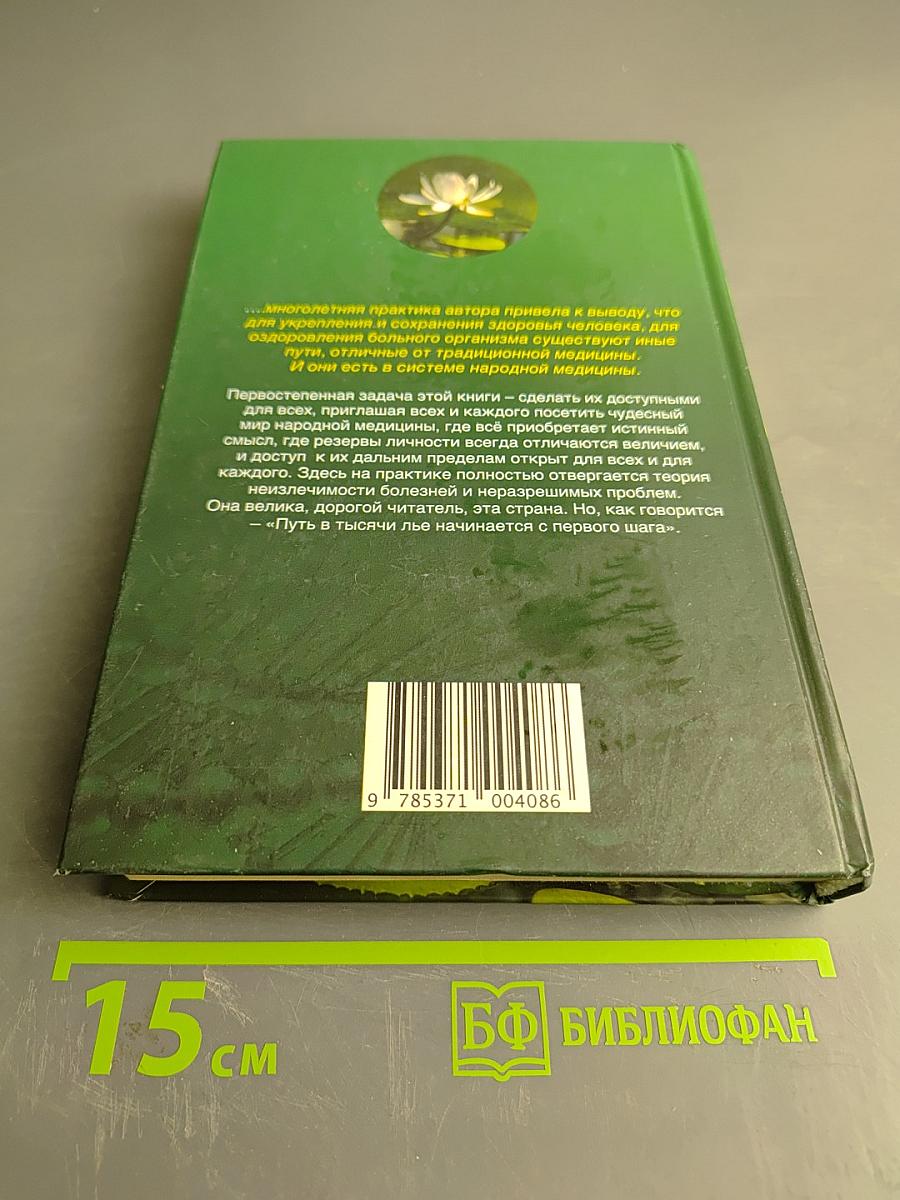 ....многолетняя практика автора привела к выводу, что
для укрепления и сохранения здоровья человека, для
оздоровления больного организма существуют иные
пути, отличные от традиционной медицины.
И они есть в системе народной медицины.
Первостепенная задача этой книги – сделать их доступными
для всех, приглашая всех и каждого посетить чудесный
мир народной медицины, где всё приобретает истинный
смысл, где резервы личности всегда отличаются величием,
и доступ к их дальним пределам открыт для всех и для
каждого. Здесь на практике полностью отвергается теория
неизлечимости болезней и неразрешимых проблем.
Она велика, дорогой читатель, эта страна. Но, как говорится
– «Путь в тысячи лье начинается с первого шага».
9 785371 004086
15 см
БФ БИБЛИОФАН